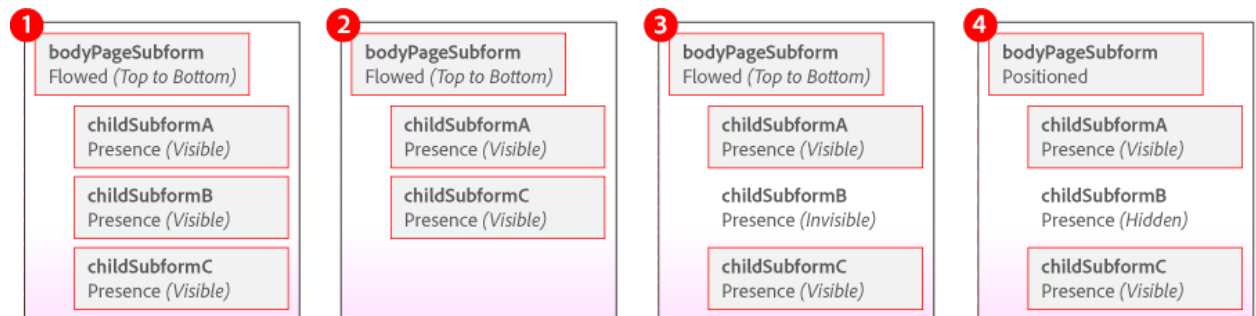 1
bodyPageSubform
Flowed (Top to Bottom)
childSubformA
Presence (Visible)
childSubformB
Presence (Visible)
childSubformC
Presence (Visible)
2
bodyPageSubform
Flowed (Top to Bottom)
childSubformA
Presence (Visible)
childSubformC
Presence (Visible)
3
bodyPageSubform
Flowed (Top to Bottom)
childSubformA
Presence (Visible)
childSubformB
Presence (Invisible)
childSubformC
Presence (Visible)
4
bodyPageSubform
Positioned
childSubformA
Presence (Visible)
childSubformB
Presence (Hidden)
childSubformC
Presence (Visible)